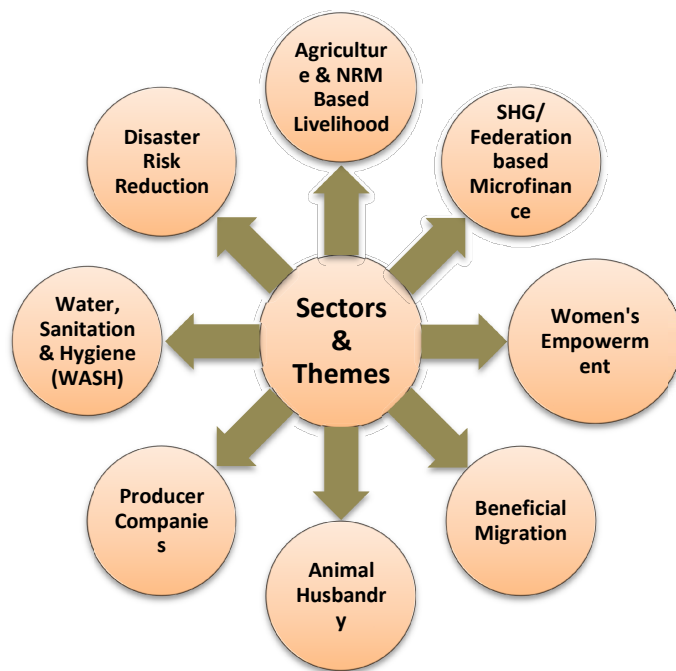 Agricultur
e & NRM
Based
Livelihood
SHG/
Federation
based
Microfinan
ce
Women's
Empowerm
ent
Beneficial
Migration
Animal
Husbandr
y
Producer
Companie
s
Water,
Sanitation
& Hygiene
(WASH)
Disaster
Risk
Reduction
Sectors
&
Themes